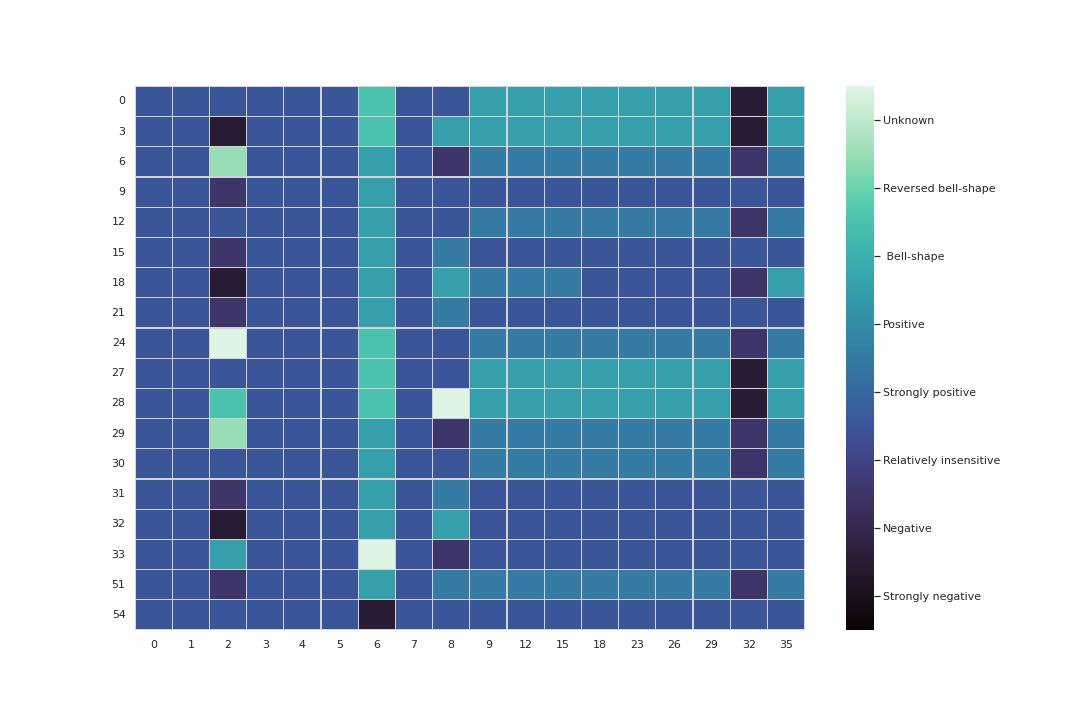 0
3
6
9
12
15
18
21
24
27
28
29
30
31
32
33
51
54
0 1 2 3 4 5 6 7 8 9 12 15 18 23 26 29 32 35
Unknown
Reversed bell-shape
Bell-shape
Positive
Strongly positive
Relatively insensitive
Negative
Strongly negative